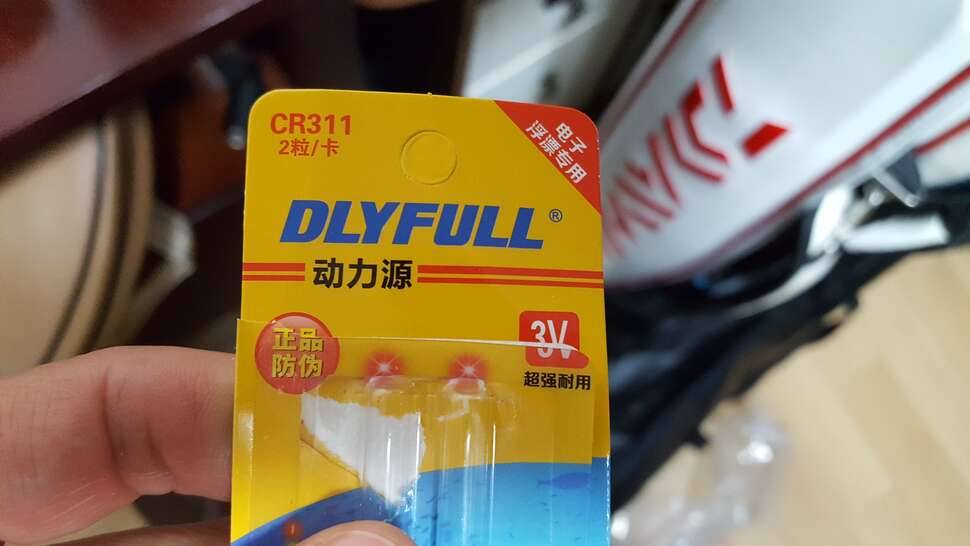 CR311
2粒/卡
电子
浮漂专用
DLYFULL®
动力源
正品
防伪
3V
超强耐用